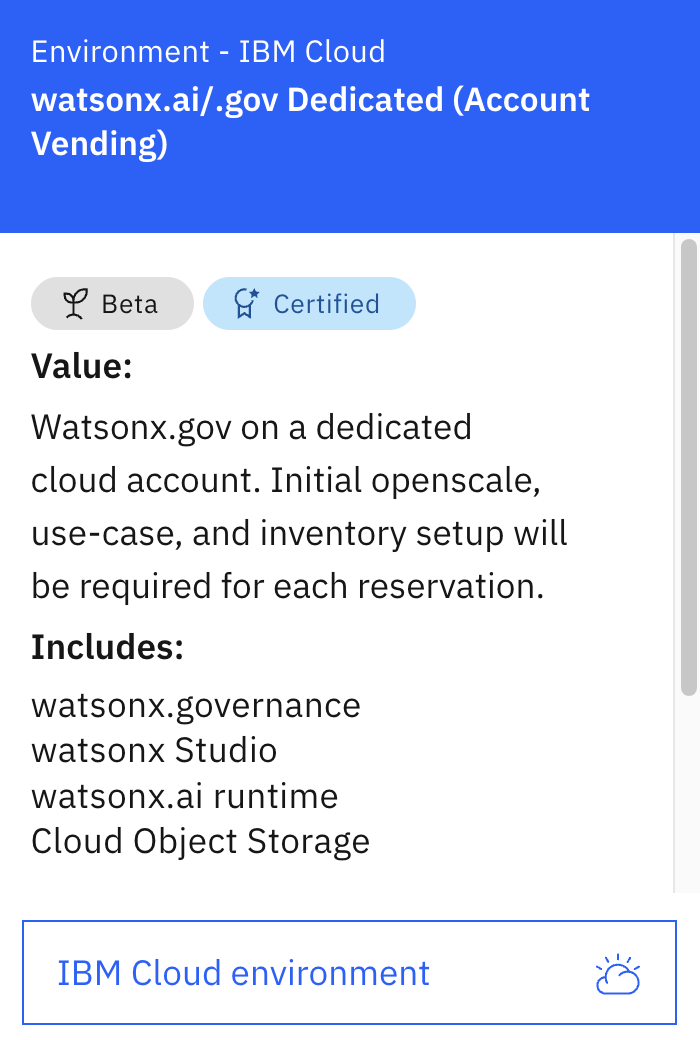 Environment - IBM Cloud
watsonx.ai/.gov Dedicated (Account
Vending)
Beta
Certified
Value:
Watsonx.gov on a dedicated
cloud account. Initial openscale,
use-case, and inventory setup will
be required for each reservation.
Includes:
watsonx.governance
watsonx Studio
watsonx.ai runtime
Cloud Object Storage
IBM Cloud environment